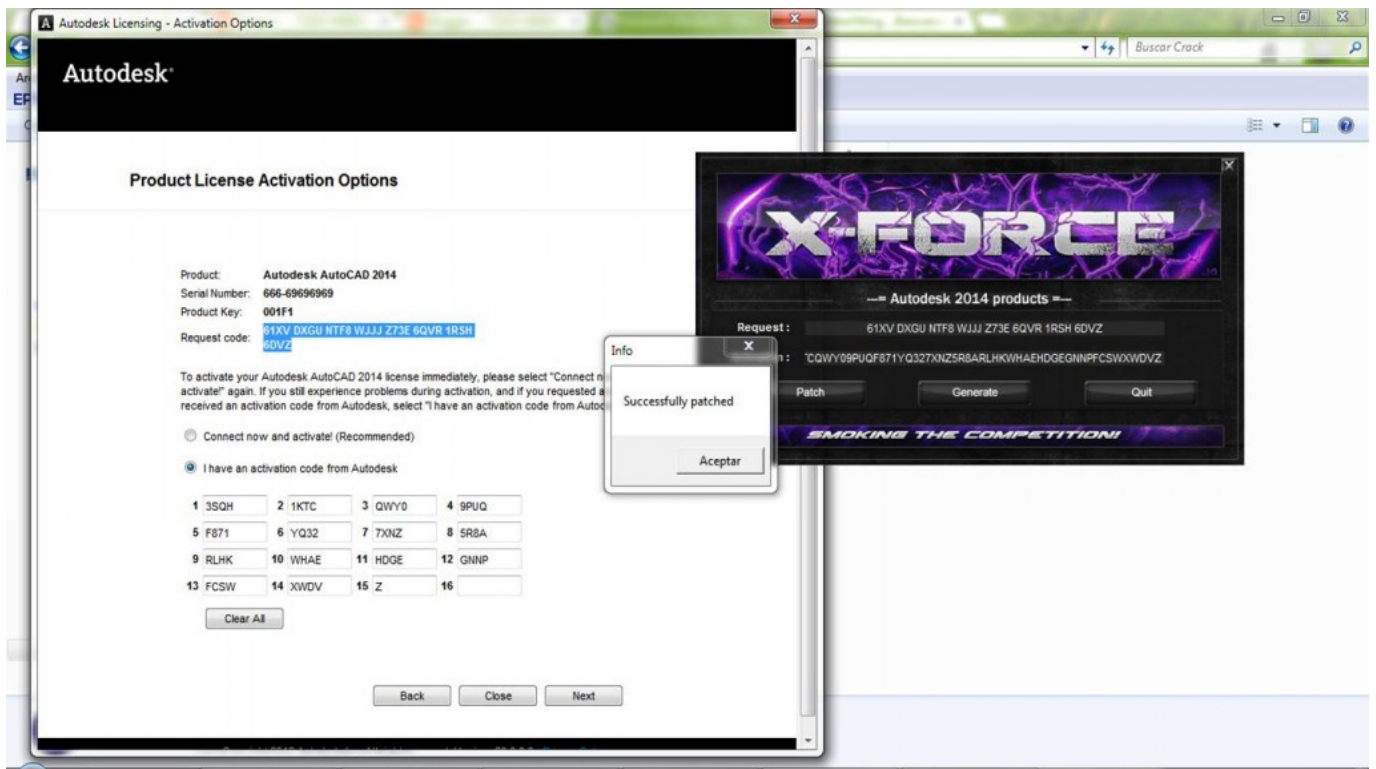 Autodesk Licensing - Activation Options
Buscar Crack
Autodesk
Product License Activation Options
Product: Autodesk AutoCAD 2014
Serial Number: 666-69696969
Product Key: 001F1
Request code: 61XV DXGU NTF8 WJJJ Z73E 6QVR 1RSH
6DVZ
To activate your Autodesk AutoCAD 2014 license immediately, please select "Connect
activate!" again. If you still experience problems during activation, and if you requested
received an activation code from Autodesk, select "I have an activation code from
Connect now and activate! (Recommended)
I have an activation code from Autodesk
1 3SQH 2 1KTC 3 QWY0 4 9PUQ
5 F871 6 YQ32 7 7XNZ 8 5R8A
9 RLHK 10 WHAE 11 HDGE 12 GNNP
13 FCSW 14 XWDV 15 Z 16
Clear All
Back Close Next
X-FORCE
---= Autodesk 2014 products =---
Request: 61XV DXGU NTF8 WJJJ Z73E 6QVR 1RSH 6DVZ
CQWY09PUQF871YQ327XNZ5R8ARLHKWHAEHDGEGNNPFCSWXWDVZ
Patch Generate Quit
SMOKING THE COMPETITION!
Info
Successfully patched
Aceptar